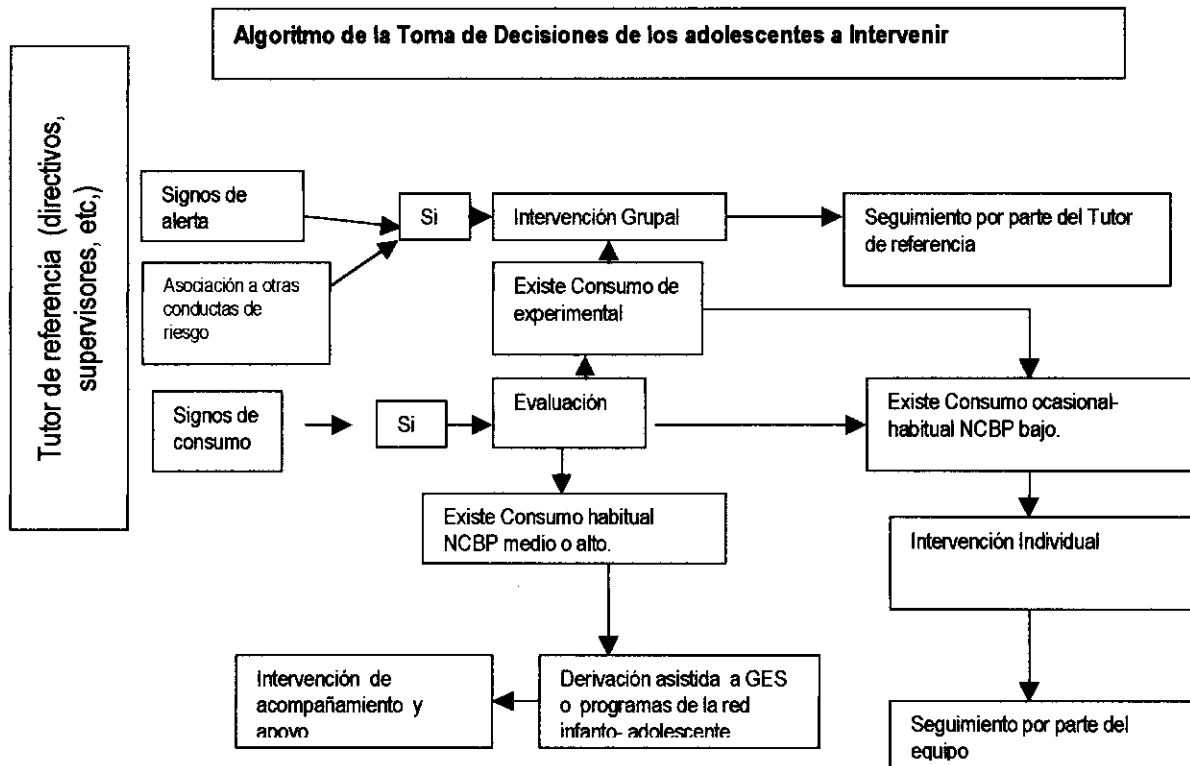 Algoritmo de la Toma de Decisiones de los adolescentes a Intervenir
Tutor de referencia (directivos,
supervisores, etc,)
Signos de
alerta
Si
Intervención Grupal
Seguimiento por parte del Tutor
de referencia
Asociación a otras
conductas de
riesgo
Existe Consumo de
experimental
Signos de
consumo
Si
Evaluación
Existe Consumo ocasional-
habitual NCBP bajo.
Existe Consumo habitual
NCBP medio o alto.
Intervención Individual
Intervención de
acompañamiento y
apoyo
Derivación asistida a GES
o programas de la red
infanto- adolescente
Seguimiento por parte del
equipo